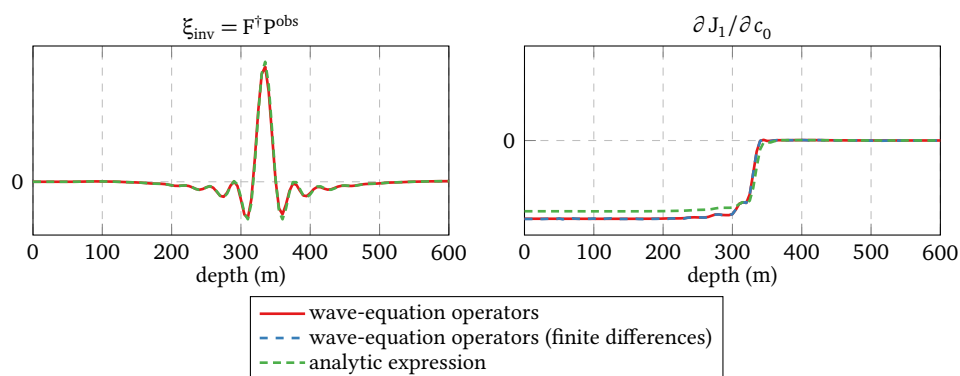 ξinv = F†Pobs
∂ J1/∂ c0
0
0
0 100 200 300 400 500 600
0 100 200 300 400 500 600
depth (m)
depth (m)
wave-equation operators
wave-equation operators (finite differences)
analytic expression